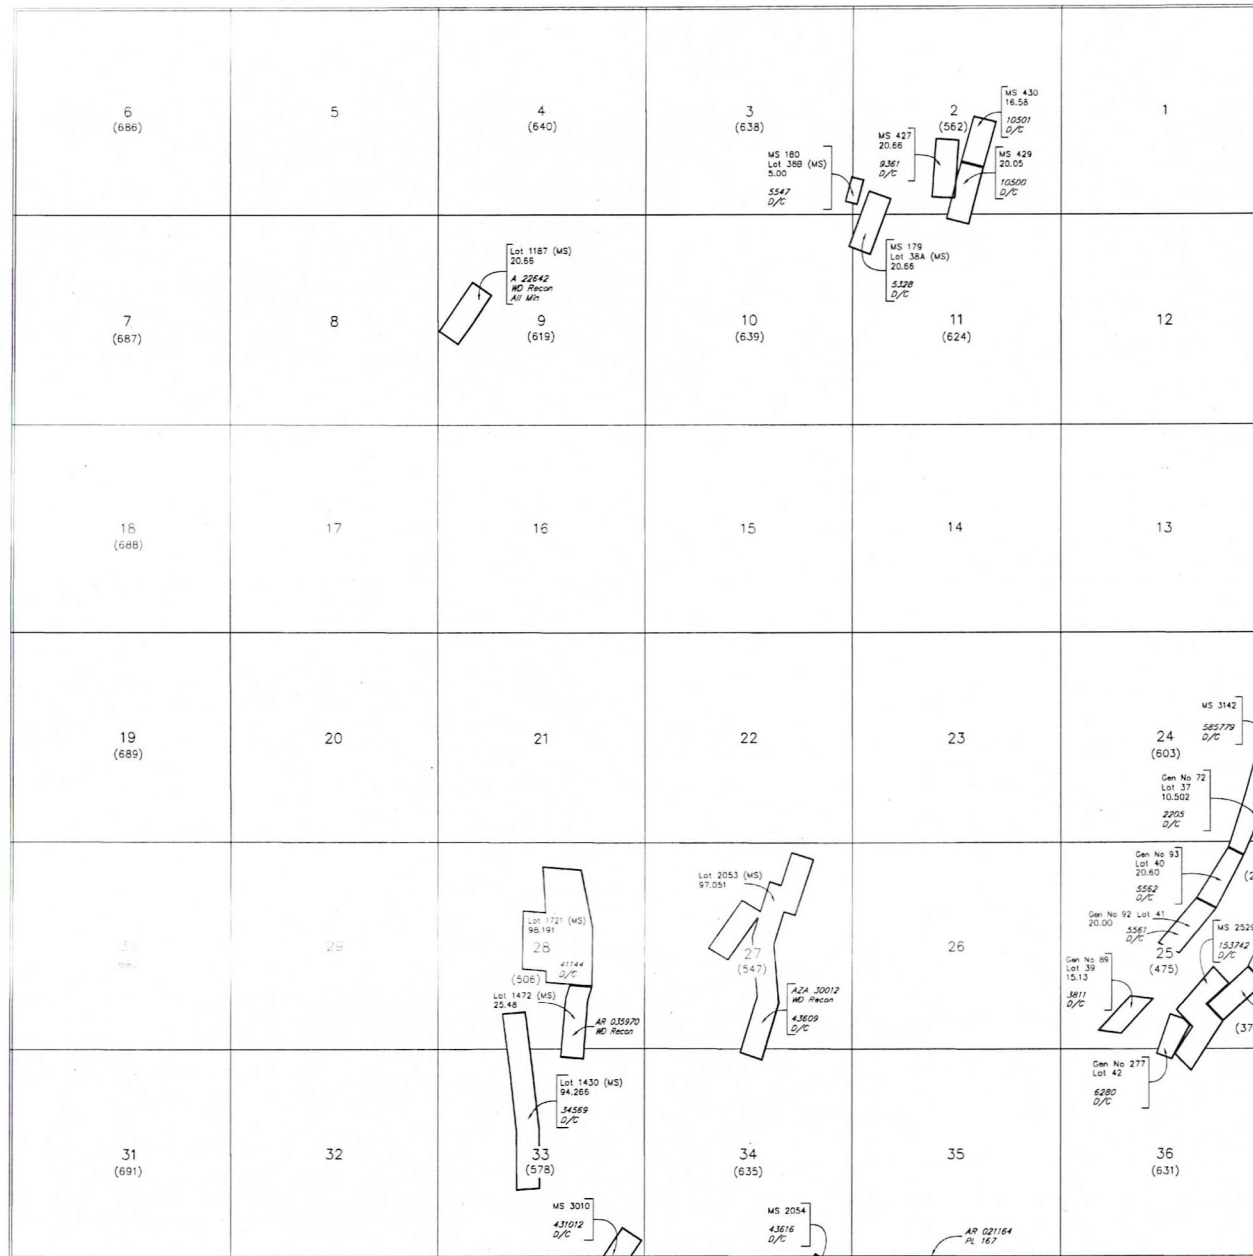 6
(686)
5
4
(640)
3
(638)
2
(562)
1
MS 430
16.58
10501
D/C
MS 427
20.66
9361
D/C
MS 429
20.05
10500
D/C
MS 180
Lot 38B (MS)
5.00
5547
D/C
MS 179
Lot 38A (MS)
20.66
5328
D/C
Lot 1187 (MS)
20.66
A 22642
WD Recon
All Min
7
(687)
8
9
(619)
10
(639)
11
(624)
12
18
(688)
17
16
15
14
13
19
(689)
20
21
22
23
24
(603)
MS 3142
585779
D/C
Gen No 72
Lot 37
10.502
2205
D/C
Gen No 93
Lot 40
20.60
5562
D/C
Gen No 92 Lot 41
20.00
5561
D/C
MS 2529
153742
D/C
Gen No 89
Lot 39
15.13
3811
D/C
Lot 2053 (MS)
97.051
Lot 1721 (MS)
98.191
41144
D/C
30
29
28
(506)
27
(547)
26
25
(475)
(2
(37
Lot 1472 (MS)
25.48
AR 035970
WD Recon
AZA 30012
WD Recon
43609
D/C
Gen No 277
Lot 42
6280
D/C
Lot 1430 (MS)
94.266
34569
D/C
31
(691)
32
33
(578)
34
(635)
35
36
(631)
MS 3010
431012
D/C
MS 2054
43616
D/C
AR 021164
PL 167